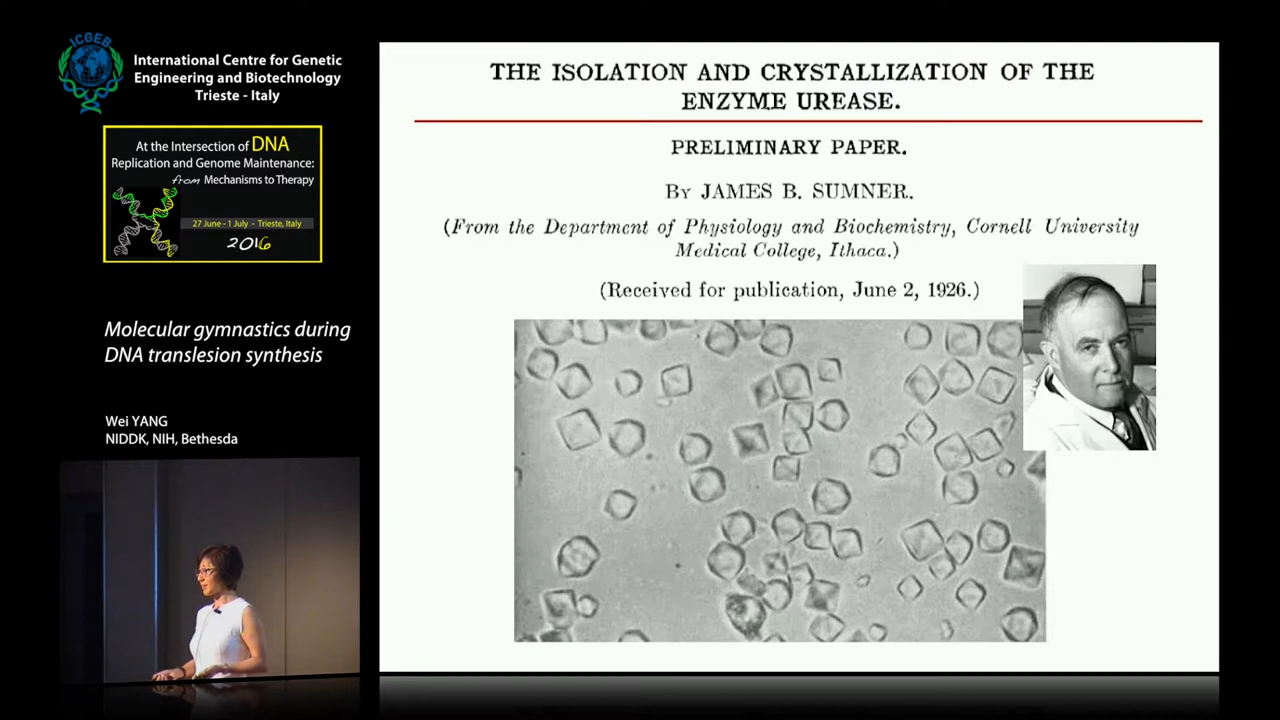 ICGEB
International Centre for Genetic
Engineering and Biotechnology
Trieste - Italy
At the Intersection of DNA
Replication and Genome Maintenance:
from Mechanisms to Therapy
27 June - 1 July - Trieste, Italy
2016
Molecular gymnastics during
DNA translesion synthesis
Wei YANG
NIDDK, NIH, Bethesda
THE ISOLATION AND CRYSTALLIZATION OF THE
ENZYME UREASE.
PRELIMINARY PAPER.
BY JAMES B. SUMNER.
(From the Department of Physiology and Biochemistry, Cornell University
Medical College, Ithaca.)
(Received for publication, June 2, 1926.)